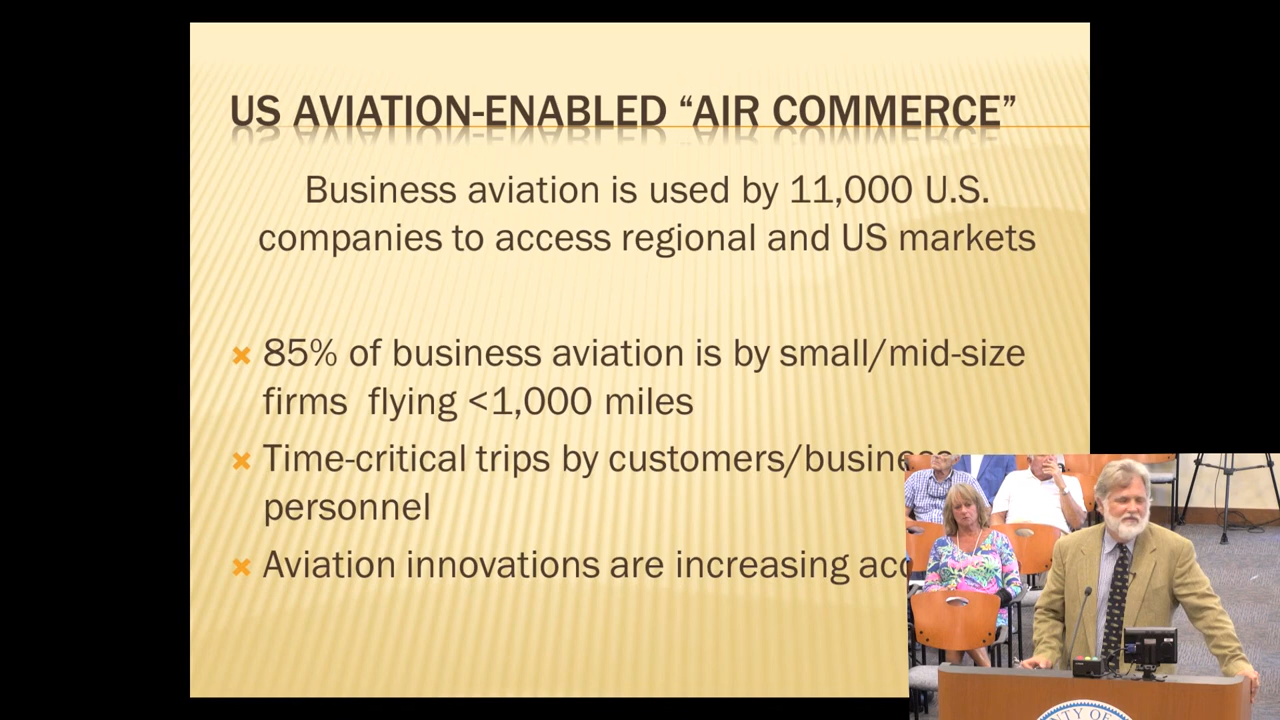 US AVIATION-ENABLED “AIR COMMERCE”
Business aviation is used by 11,000 U.S.
companies to access regional and US markets
85% of business aviation is by small/mid-size
firms flying <1,000 miles
Time-critical trips by customers/business
personnel
Aviation innovations are increasing
OF